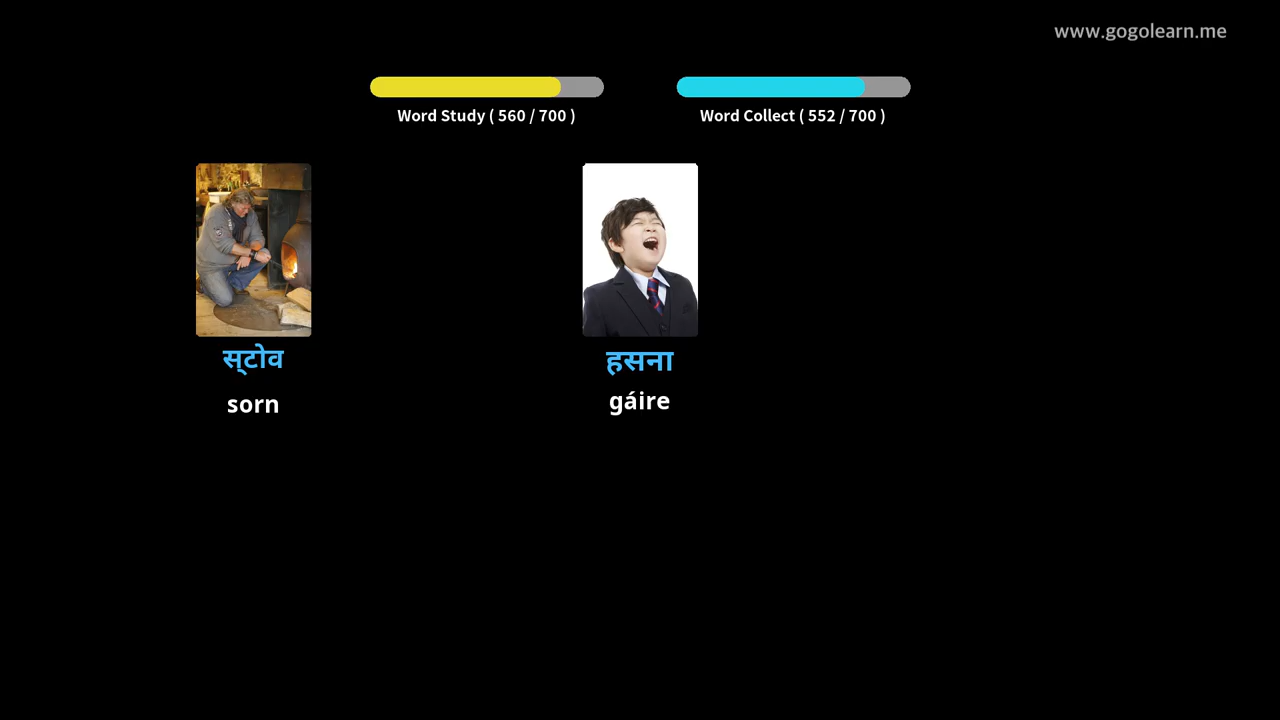 www.gogolearn.me
Word Study ( 560 / 700 )
Word Collect ( 552 / 700 )
स्टोव
sorn
हसना
gáire